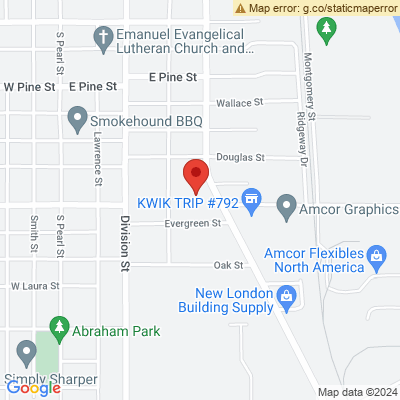 Map error: g.co/staticmaperror
Emanuel Evangelical
Lutheran Church and...
S Pearl St
E Pine St
W Pine St
E Pine St
Wallace St
Montgomery St
Smokehound BBQ
Ridgeway Dr
Lawrence St
Douglas St
KWIK TRIP #792
Amcor Graphics
Smith St
S Pearl St
Division St
Evergreen St
Amcor Flexibles
North America
Oak St
W Laura St
New London
Building Supply
Abraham Park
Simply Sharper
Google
Map data ©2024